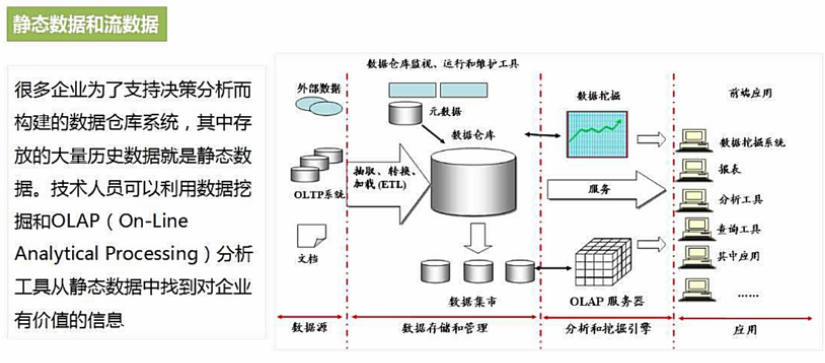 静态数据和流数据
很多企业为了支持决策分析而
构建的数据仓库系统，其中存
放的大量历史数据就是静态数
据。技术人员可以利用数据挖
掘和OLAP（On-Line
Analytical Processing）分析
工具从静态数据中找到对企业
有价值的信息
数据仓库监视、运行和维护工具
外部数据
元数据
数据挖掘
前端应用
数据仓库
数据挖掘系统
抽取、转换、
加载 (ETL)
报表
OLTP系统
服务
分析工具
查询工具
文档
其中应用
数据集市
OLAP 服务器
……
数据源
数据存储和管理
分析和挖掘引擎
应用